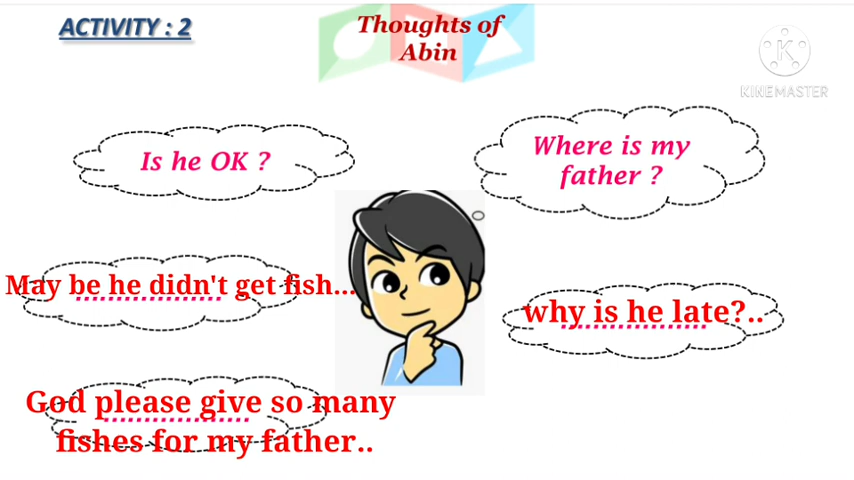 ACTIVITY : 2
Thoughts of
Abin
KINEMASTER
Is he OK ?
Where is my
father ?
May be he didn't get fish...
why is he late?..
God please give so many
fishes for my father..